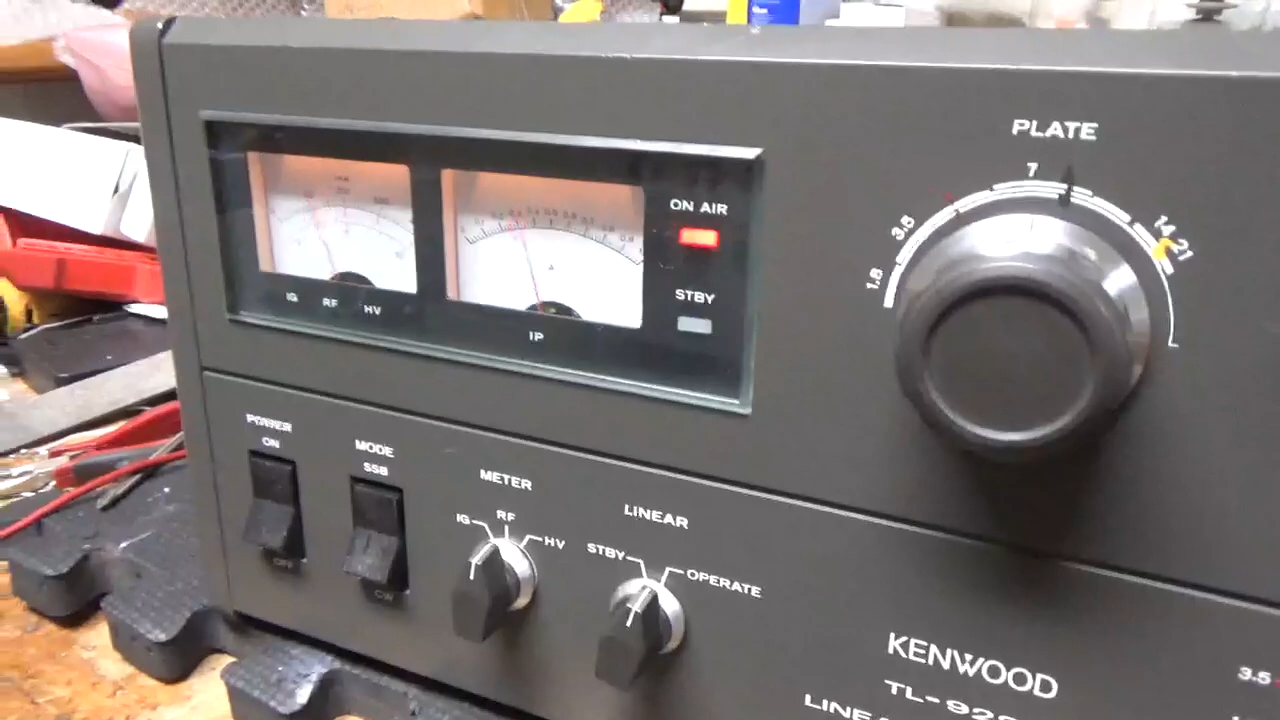 PLATE
7
3.5
14
21
1.8
ON AIR
STBY
IG RF HV
IP
POWER
ON
OFF
MODE
SSB
CW
METER
IG RF HV
LINEAR
STBY OPERATE
KENWOOD
3.5